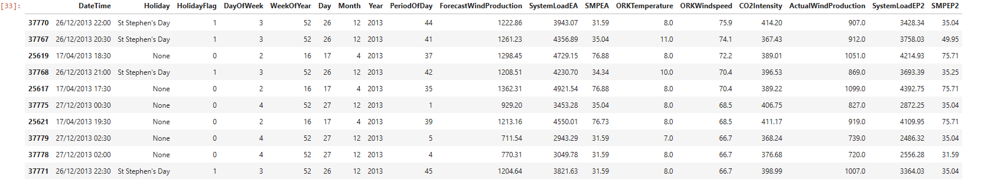 [33]: DateTime Holiday HolidayFlag DayOfWeek WeekOfYear Day Month Year PeriodOfDay ForecastWindProduction SystemLoadEA SMPEA ORKTemperature ORKWindspeed CO2Intensity ActualWindProduction SystemLoadEP2 SMPEP2
37770 26/12/2013 22:00 St Stephen's Day 1 3 52 26 12 2013 44 1222.86 3943.07 31.59 8.0 75.9 414.20 907.0 3428.34 35.04
37767 26/12/2013 20:30 St Stephen's Day 1 3 52 26 12 2013 41 1261.23 4356.89 35.04 11.0 74.1 367.43 912.0 3758.03 49.95
25619 17/04/2013 18:30 None 0 2 16 17 4 2013 37 1298.45 4729.15 76.88 8.0 72.2 389.01 1051.0 4214.93 75.71
37768 26/12/2013 21:00 St Stephen's Day 1 3 52 26 12 2013 42 1208.51 4230.70 34.34 10.0 70.4 396.53 869.0 3693.39 35.25
25617 17/04/2013 17:30 None 0 2 16 17 4 2013 35 1362.31 4921.54 76.88 8.0 70.4 389.22 1099.0 4392.75 75.71
37775 27/12/2013 00:30 None 0 4 52 27 12 2013 1 929.20 3453.28 35.04 8.0 68.5 406.75 827.0 2872.25 35.04
25621 17/04/2013 19:30 None 0 2 16 17 4 2013 39 1213.16 4550.01 76.73 8.0 68.5 411.17 919.0 4109.95 75.71
37779 27/12/2013 02:30 None 0 4 52 27 12 2013 5 711.54 2943.29 31.59 7.0 66.7 368.24 739.0 2486.32 35.04
37778 27/12/2013 02:00 None 0 4 52 27 12 2013 4 770.31 3049.78 31.59 8.0 66.7 376.68 720.0 2556.28 31.59
37771 26/12/2013 22:30 St Stephen's Day 1 3 52 26 12 2013 45 1204.64 3821.63 31.59 8.0 66.7 398.99 1007.0 3364.03 35.04